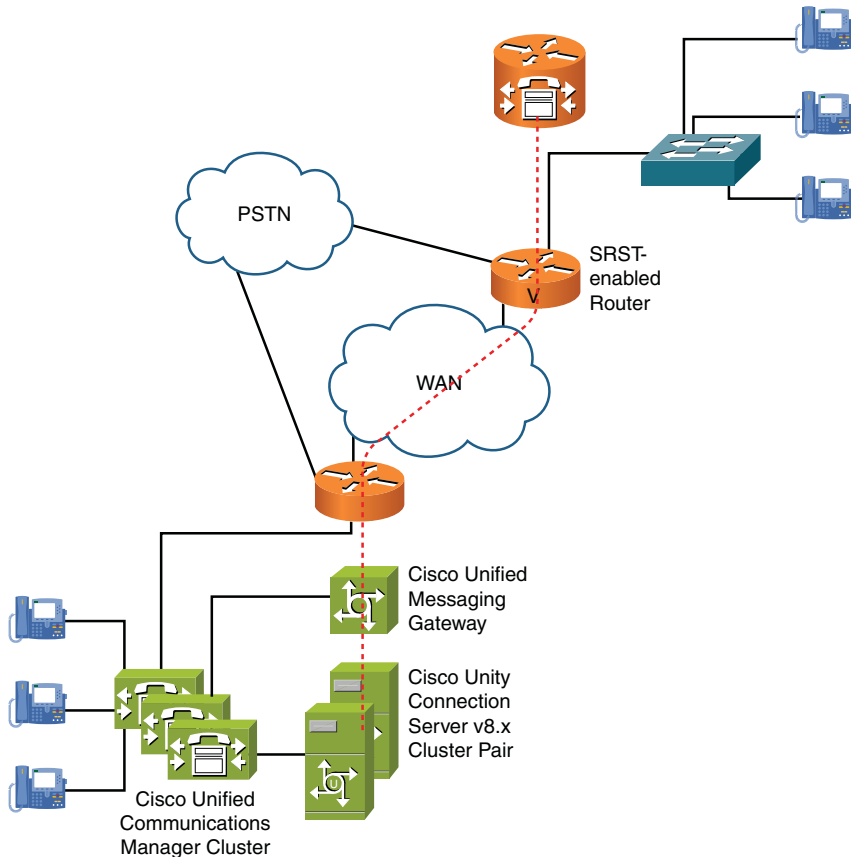 PSTN
SRST-
enabled
Router
V
WAN
Cisco Unified
Messaging
Gateway
Cisco Unity
Connection
Server v8.x
Cluster Pair
U
Cisco Unified
Communications
Manager Cluster